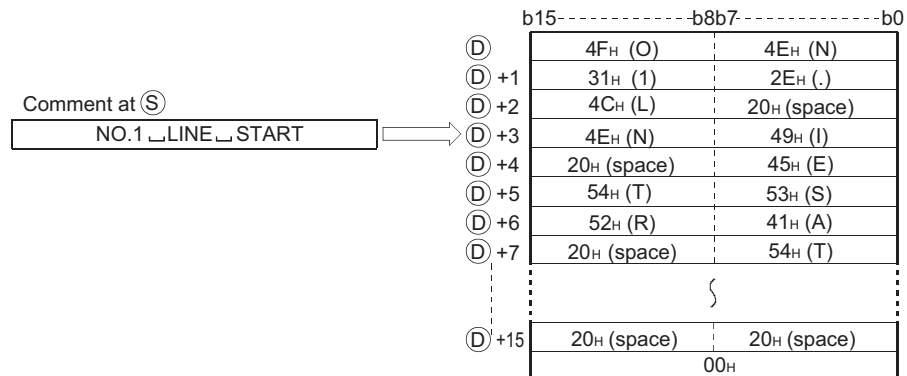 b15 b8b7 b0
Ⓓ 4FH (O) 4EH (N)
Ⓓ +1 31H (1) 2EH (.)
Comment at Ⓢ
Ⓓ +2 4CH (L) 20H (space)
NO.1␣LINE␣START
Ⓓ +3 4EH (N) 49H (I)
Ⓓ +4 20H (space) 45H (E)
Ⓓ +5 54H (T) 53H (S)
Ⓓ +6 52H (R) 41H (A)
Ⓓ +7 20H (space) 54H (T)
Ⓓ +15 20H (space) 20H (space)
00H